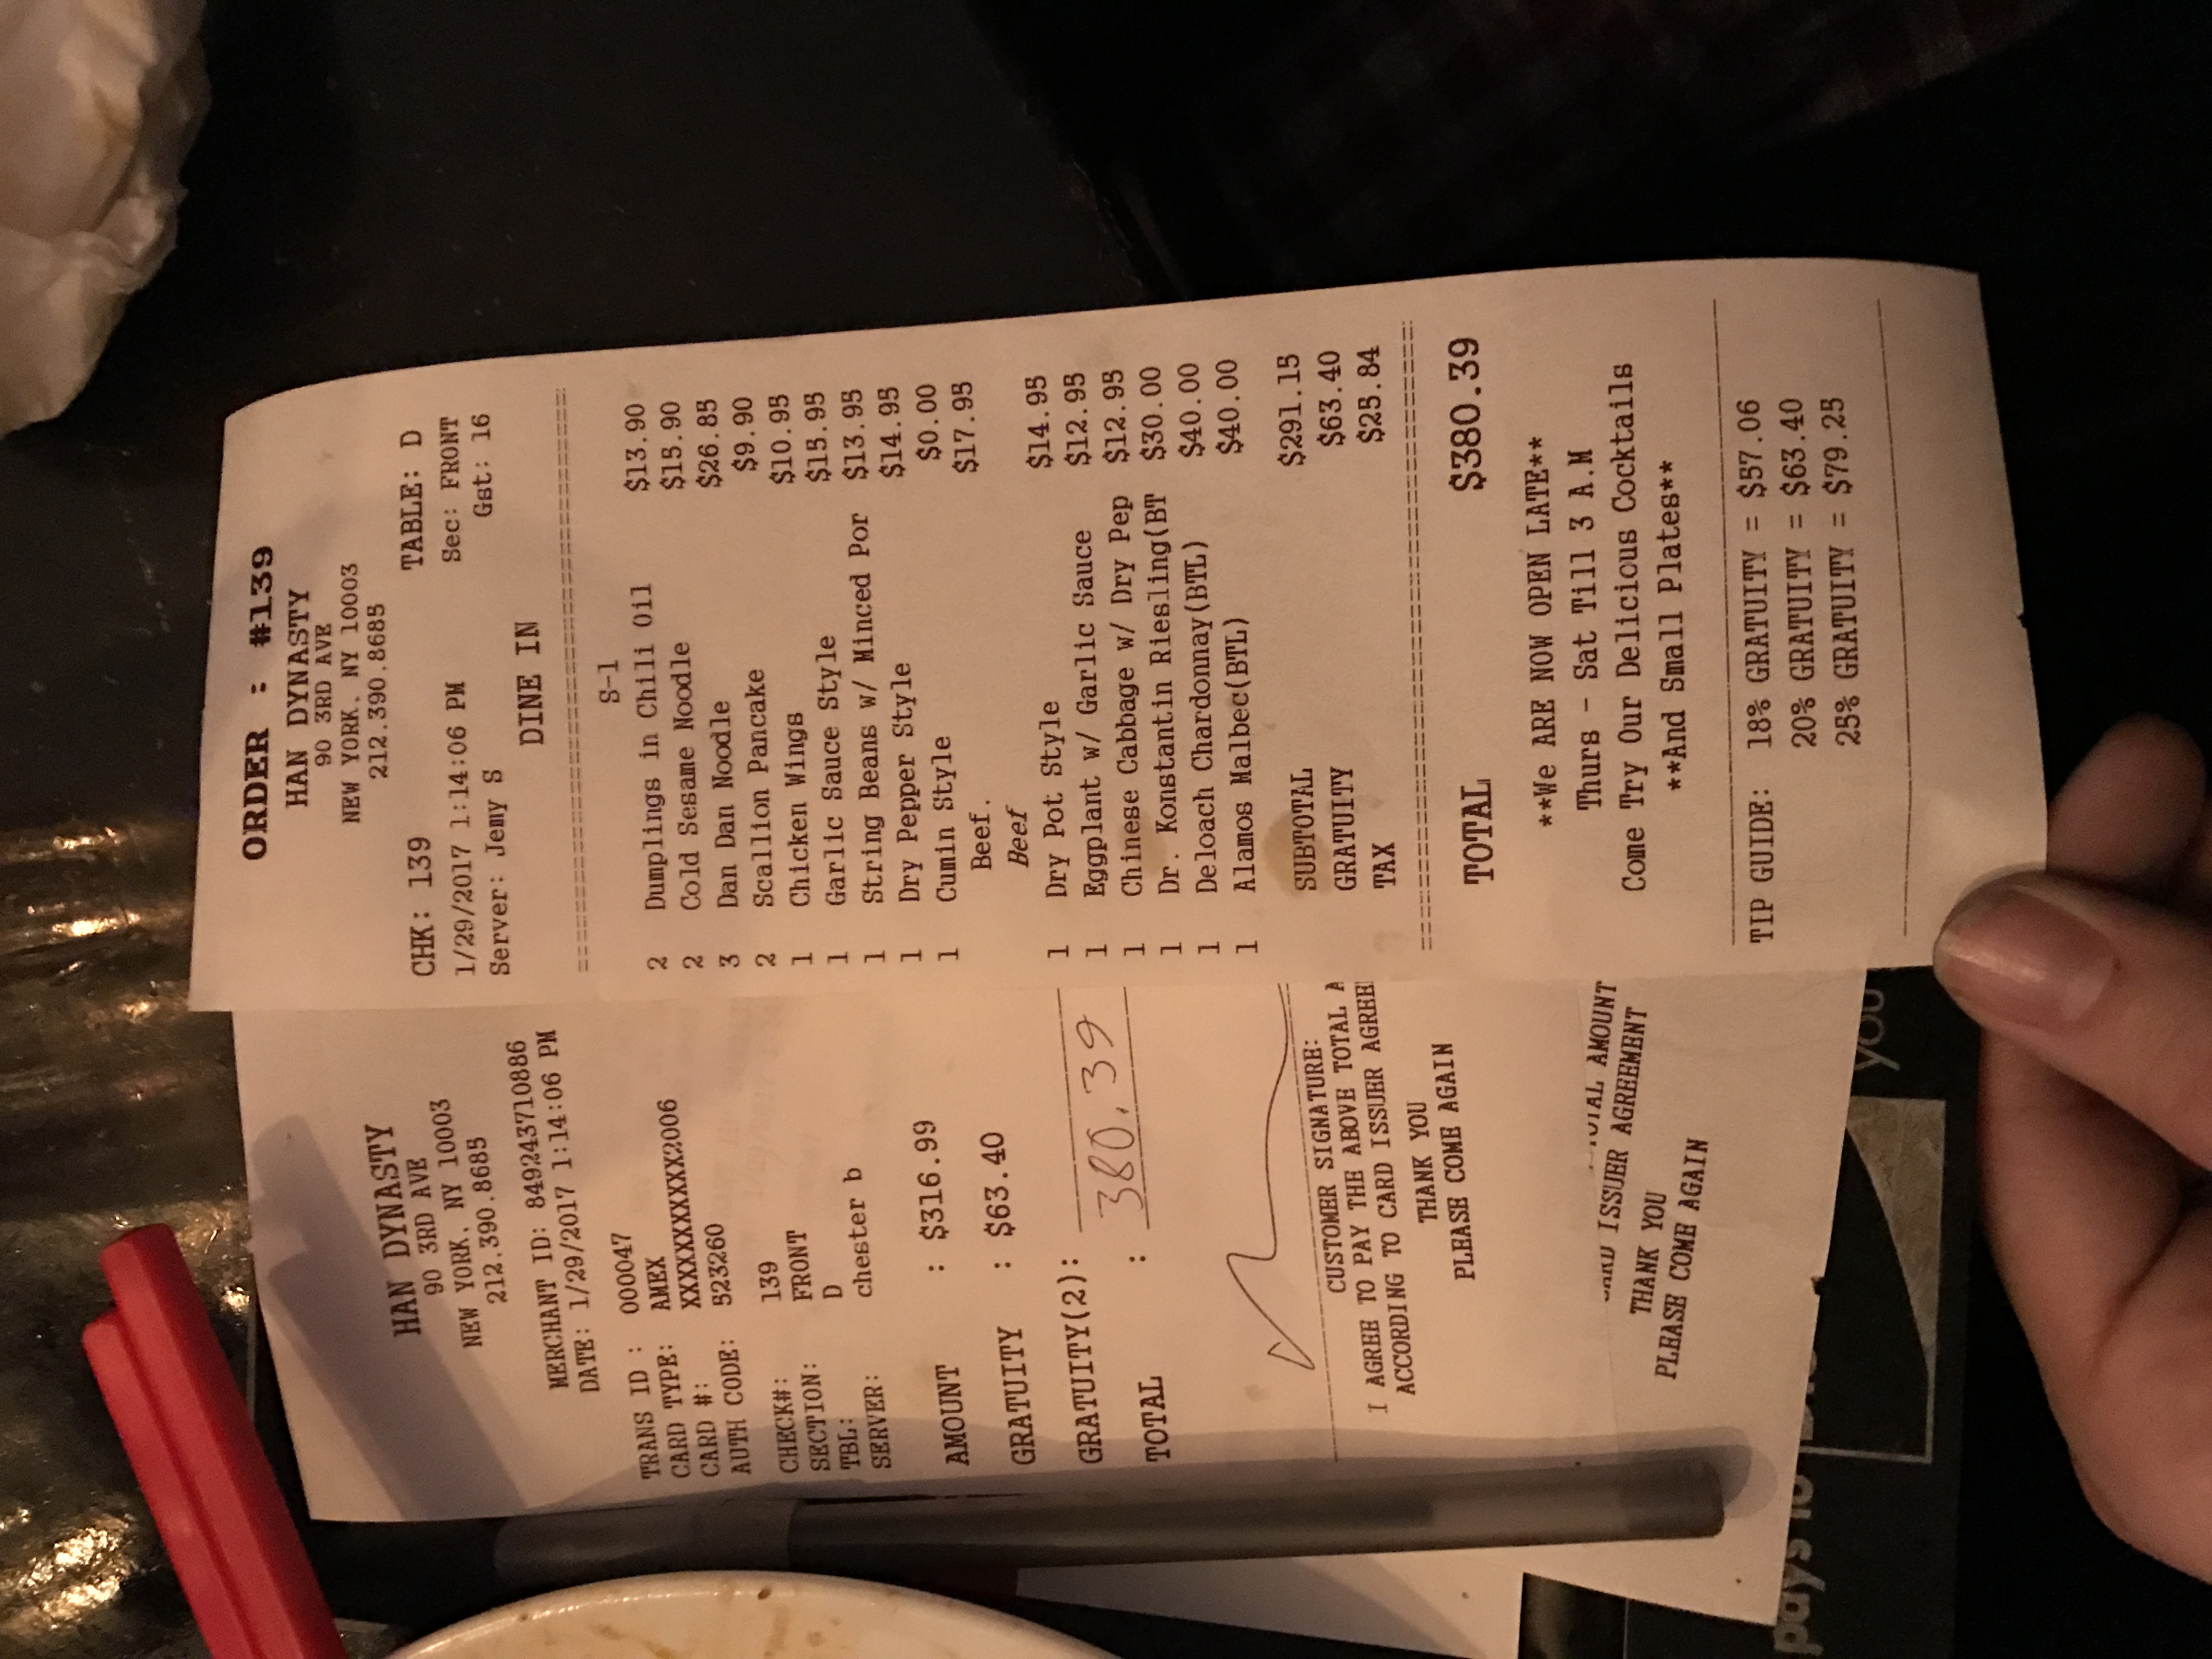 HAN DYNASTY
90 3RD AVE
NEW YORK, NY 10003
212.390.8685
MERCHANT ID: 849243710886
DATE: 1/29/2017 1:14:06 PM
TRANS ID : 000047
CARD TYPE: AMEX
CARD #: XXXXXXXXXXX2006
AUTH CODE: 523260
CHECK#: 139
SECTION: FRONT
TBL: D
SERVER: chester b
AMOUNT : $316.99
GRATUITY : $63.40
GRATUITY(2):
TOTAL : 380.39
CUSTOMER SIGNATURE:
I AGREE TO PAY THE ABOVE TOTAL A
ACCORDING TO CARD ISSUER AGREE
THANK YOU
PLEASE COME AGAIN
TOTAL AMOUNT
CARD ISSUER AGREEMENT
THANK YOU
PLEASE COME AGAIN
pays to
you
ORDER : #139
HAN DYNASTY
90 3RD AVE
NEW YORK, NY 10003
212.390.8685
CHK: 139 TABLE: D
1/29/2017 1:14:06 PM Sec: FRONT
Server: Jemy S Gst: 16
DINE IN
S-1
2 Dumplings in Chili Oil $13.90
2 Cold Sesame Noodle $15.90
3 Dan Dan Noodle $26.85
2 Scallion Pancake $9.90
1 Chicken Wings $10.95
1 Garlic Sauce Style $15.95
1 String Beans w/ Minced Por $13.95
1 Dry Pepper Style $14.95
1 Cumin Style $0.00
Beef. $17.95
Beef
1 Dry Pot Style $14.95
1 Eggplant w/ Garlic Sauce $12.95
1 Chinese Cabbage w/ Dry Pep $12.95
1 Dr. Konstantin Riesling(BT $30.00
1 Deloach Chardonnay(BTL) $40.00
1 Alamos Malbec(BTL) $40.00
SUBTOTAL $291.15
GRATUITY $63.40
TAX $25.84
TOTAL $380.39
**We ARE NOW OPEN LATE**
Thurs - Sat Till 3 A.M
Come Try Our Delicious Cocktails
**And Small Plates**
TIP GUIDE: 18% GRATUITY = $57.06
20% GRATUITY = $63.40
25% GRATUITY = $79.25